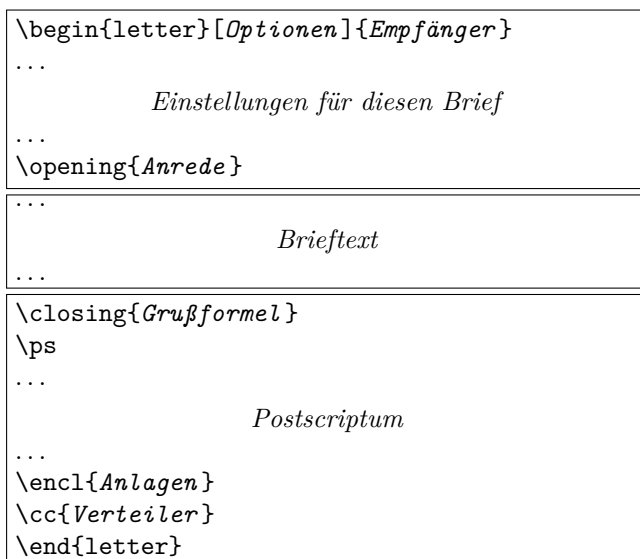 \begin{letter}[Optionen]{Empfänger}
...
Einstellungen für diesen Brief
...
\opening{Anrede}
...
Brieftext
...
\closing{Grußformel}
\ps
...
Postscriptum
...
\encl{Anlagen}
\cc{Verteiler}
\end{letter}